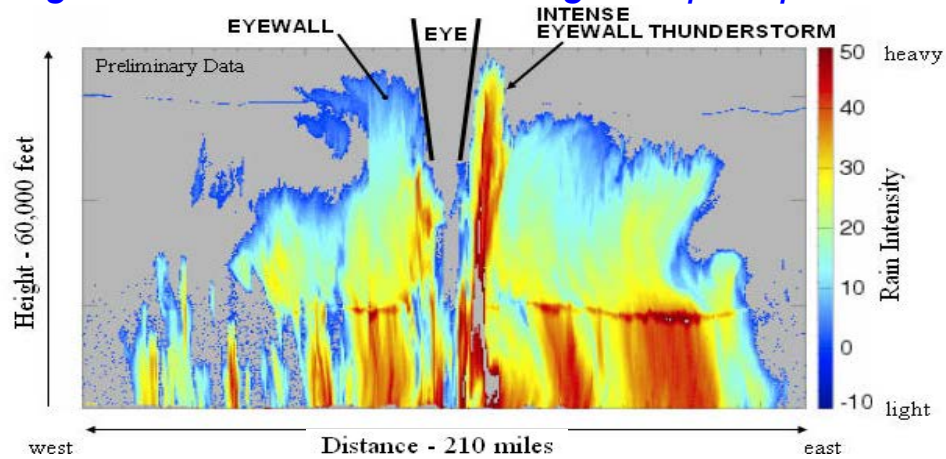 EYEWALL
EYE
INTENSE
EYEWALL THUNDERSTORM
Preliminary Data
Height - 60,000 feet
50
40
30
20
10
0
-10
heavy
Rain Intensity
light
west
Distance - 210 miles
east